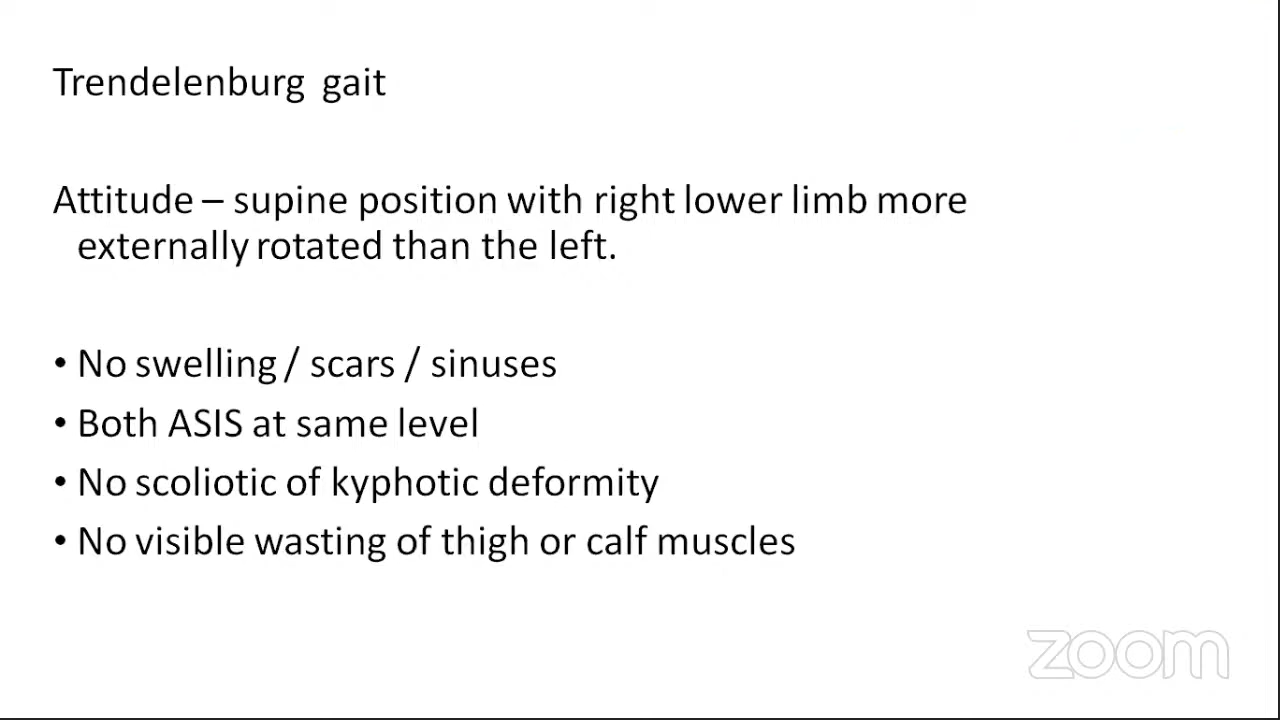 Trendelenburg gait
Attitude – supine position with right lower limb more
externally rotated than the left.
• No swelling / scars / sinuses
• Both ASIS at same level
• No scoliotic of kyphotic deformity
• No visible wasting of thigh or calf muscles
zoom